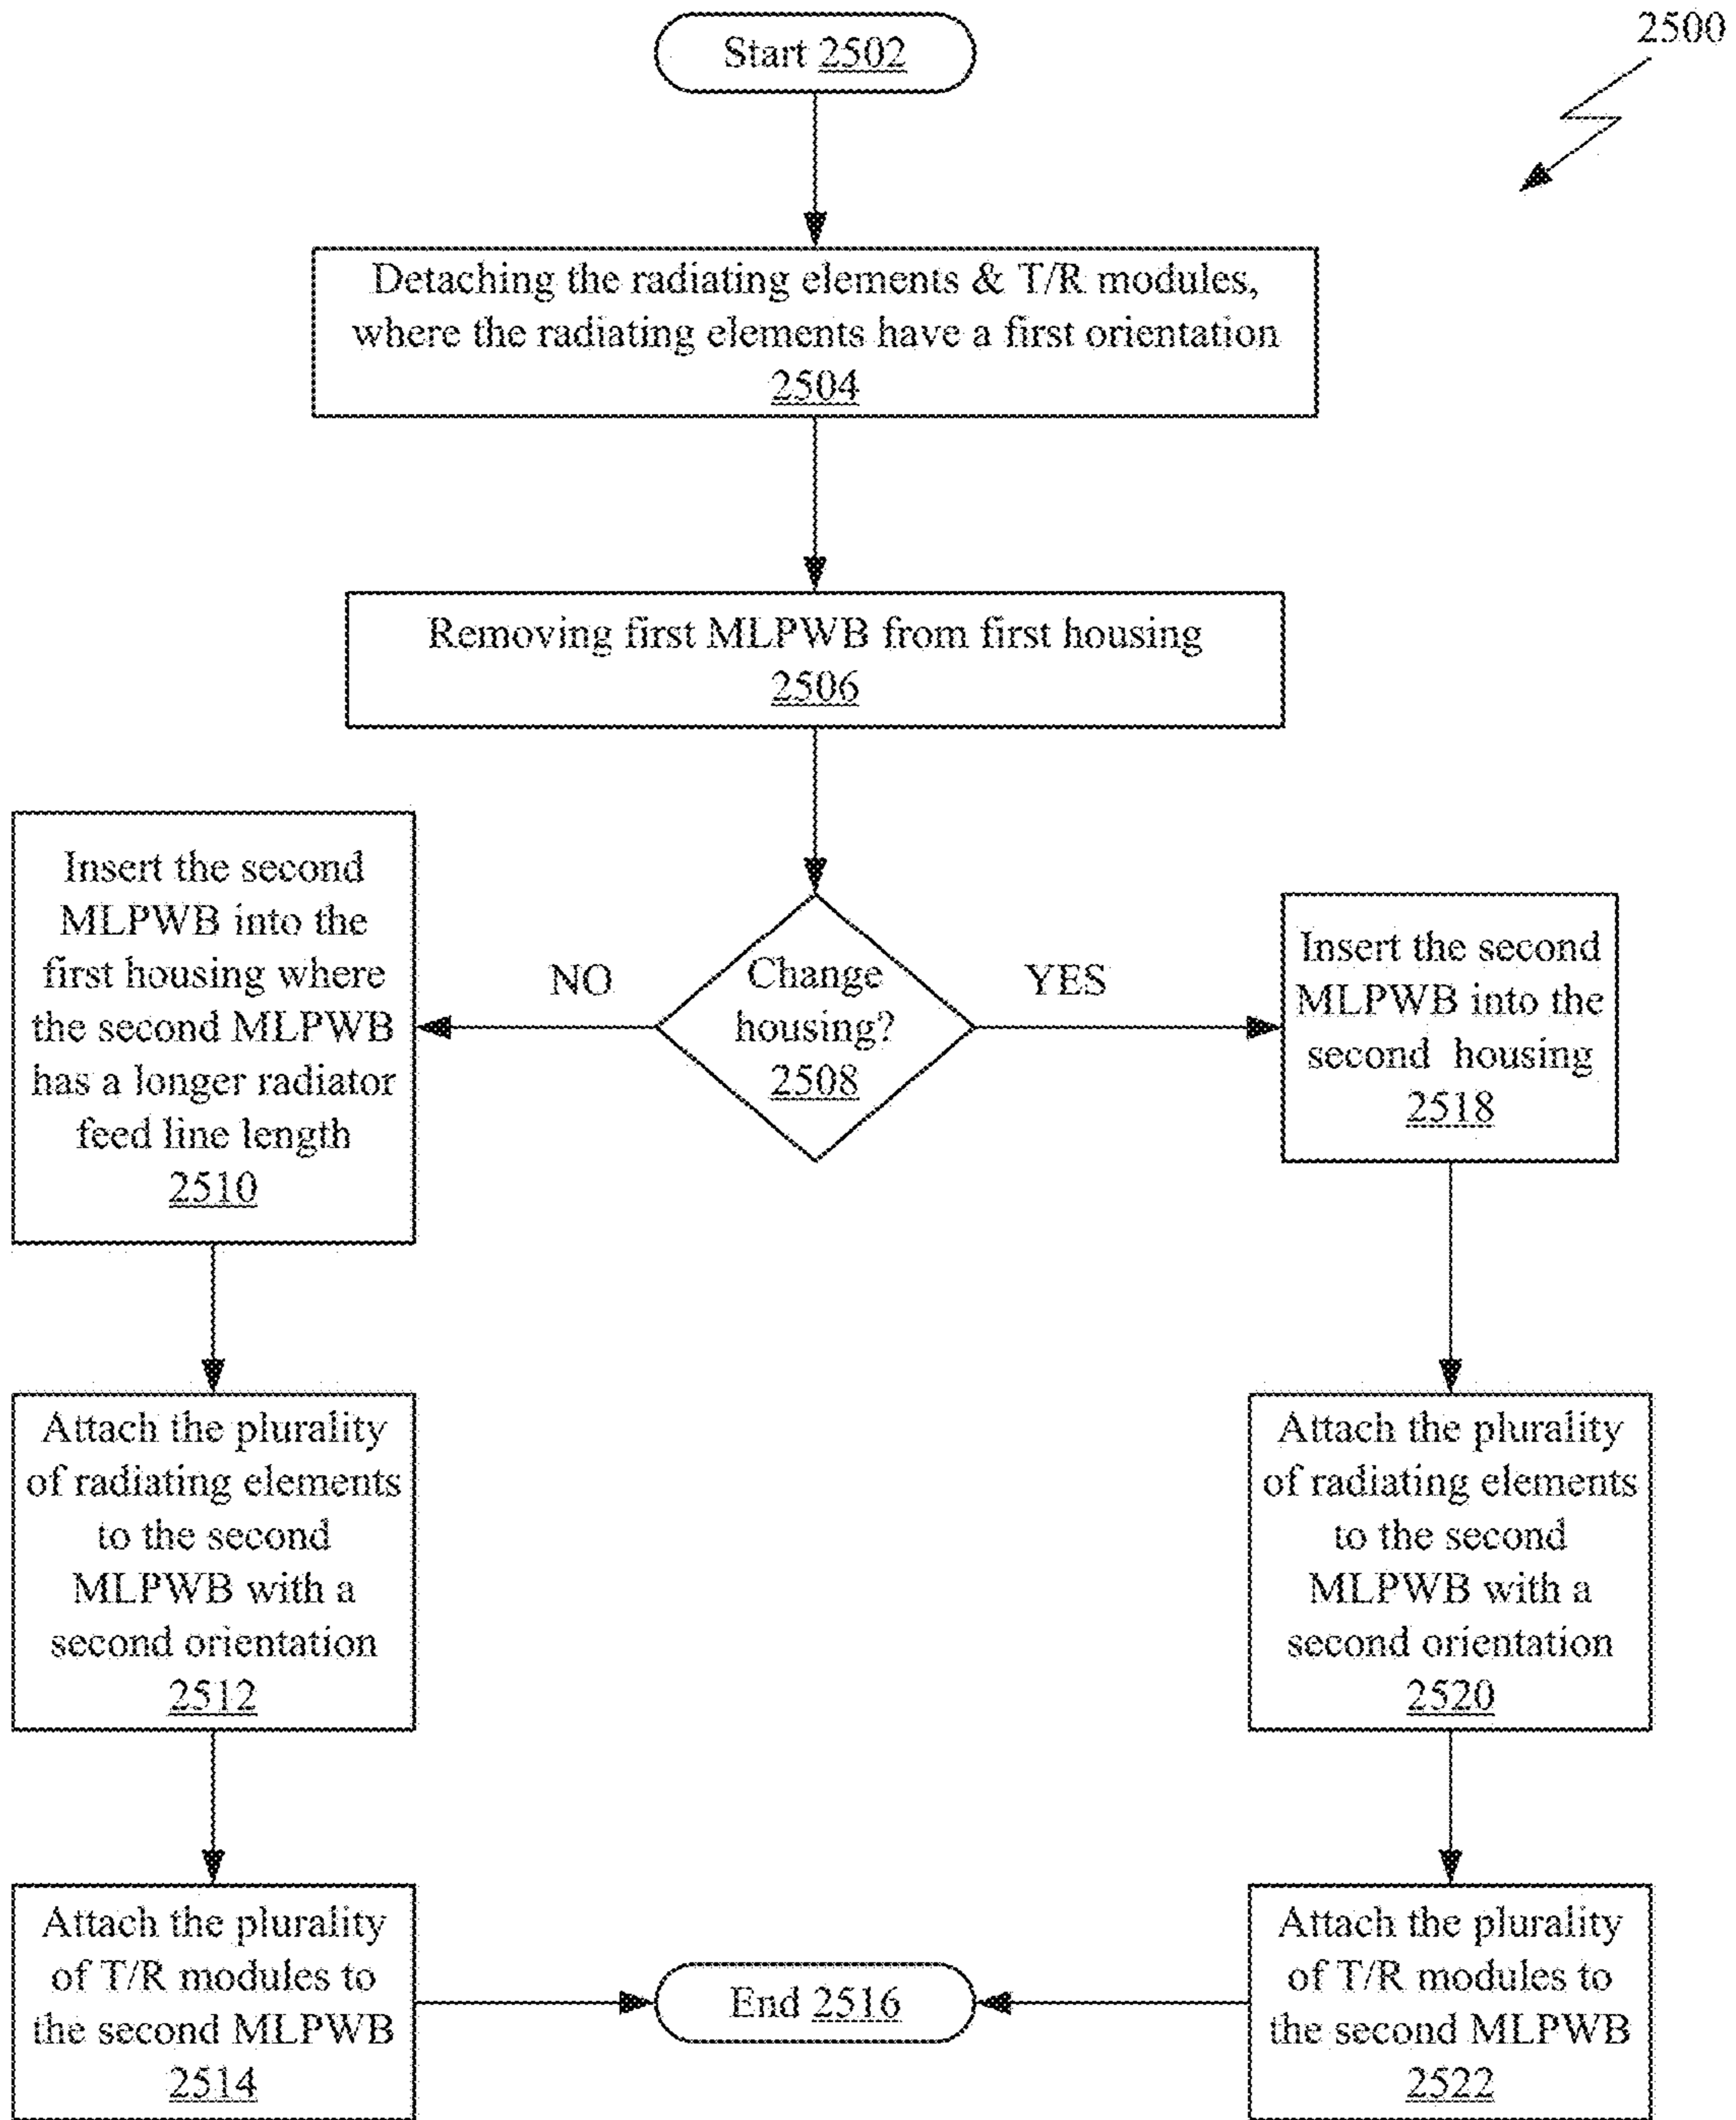 2500
Start 2502
Detaching the radiating elements & T/R modules,
where the radiating elements have a first orientation
2504
Removing first MLPWB from first housing
2506
Change
housing?
2508
NO
YES
Insert the second
MLPWB into the
first housing where
the second MLPWB
has a longer radiator
feed line length
2510
Attach the plurality
of radiating elements
to the second
MLPWB with a
second orientation
2512
Attach the plurality
of T/R modules to
the second MLPWB
2514
Insert the second
MLPWB into the
second housing
2518
Attach the plurality
of radiating elements
to the second
MLPWB with a
second orientation
2520
Attach the plurality
of T/R modules to
the second MLPWB
2522
End 2516